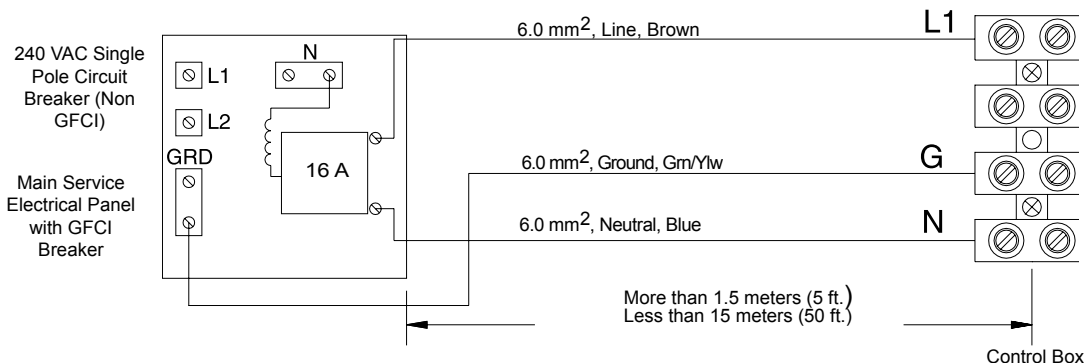 240 VAC Single
Pole Circuit
Breaker (Non
GFCI)
Main Service
Electrical Panel
with GFCI
Breaker
L1
L2
GRD
N
16 A
6.0 mm2, Line, Brown
6.0 mm2, Ground, Grn/Ylw
6.0 mm2, Neutral, Blue
L1
G
N
More than 1.5 meters (5 ft.)
Less than 15 meters (50 ft.)
Control Box